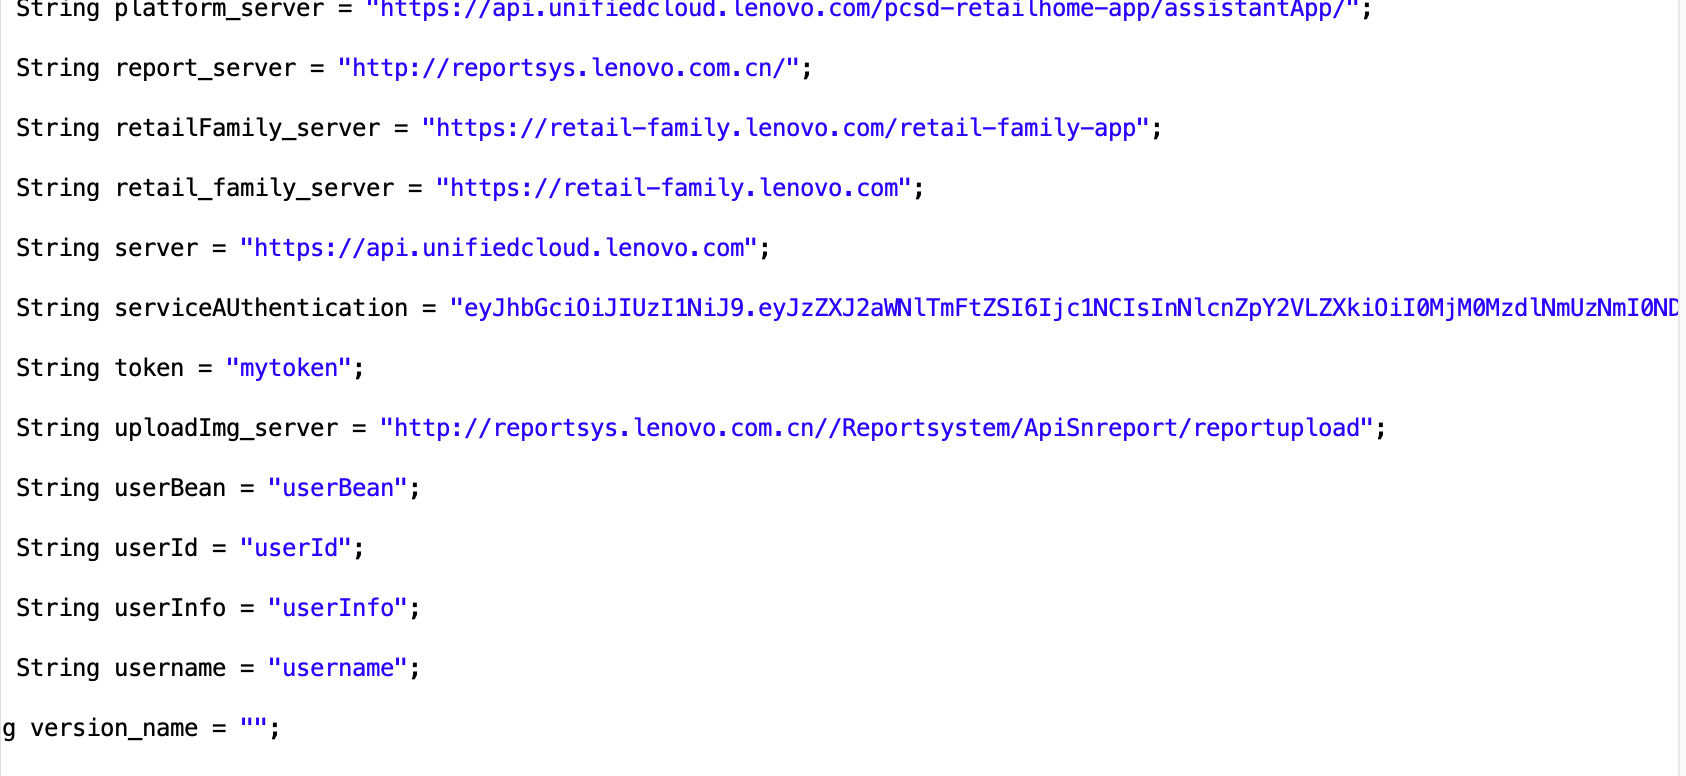 String platform_server = "https://api.unifiedcloud.lenovo.com/pcsd-retailhome-app/assistantApp/";
String report_server = "http://reportsys.lenovo.com.cn/";
String retailFamily_server = "https://retail-family.lenovo.com/retail-family-app";
String retail_family_server = "https://retail-family.lenovo.com";
String server = "https://api.unifiedcloud.lenovo.com";
String serviceAUthentication = "eyJhbGciOiJIUzI1NiJ9.eyJzZXJ2aWNlTmFtZSI6Ijc1NCIsInNlcnZpY2VLZXkiOiI0MjM0MzdlNmUzNmI0ND
String token = "mytoken";
String uploadImg_server = "http://reportsys.lenovo.com.cn//Reportsystem/ApiSnreport/reportupload";
String userBean = "userBean";
String userId = "userId";
String userInfo = "userInfo";
String username = "username";
g version_name = "";